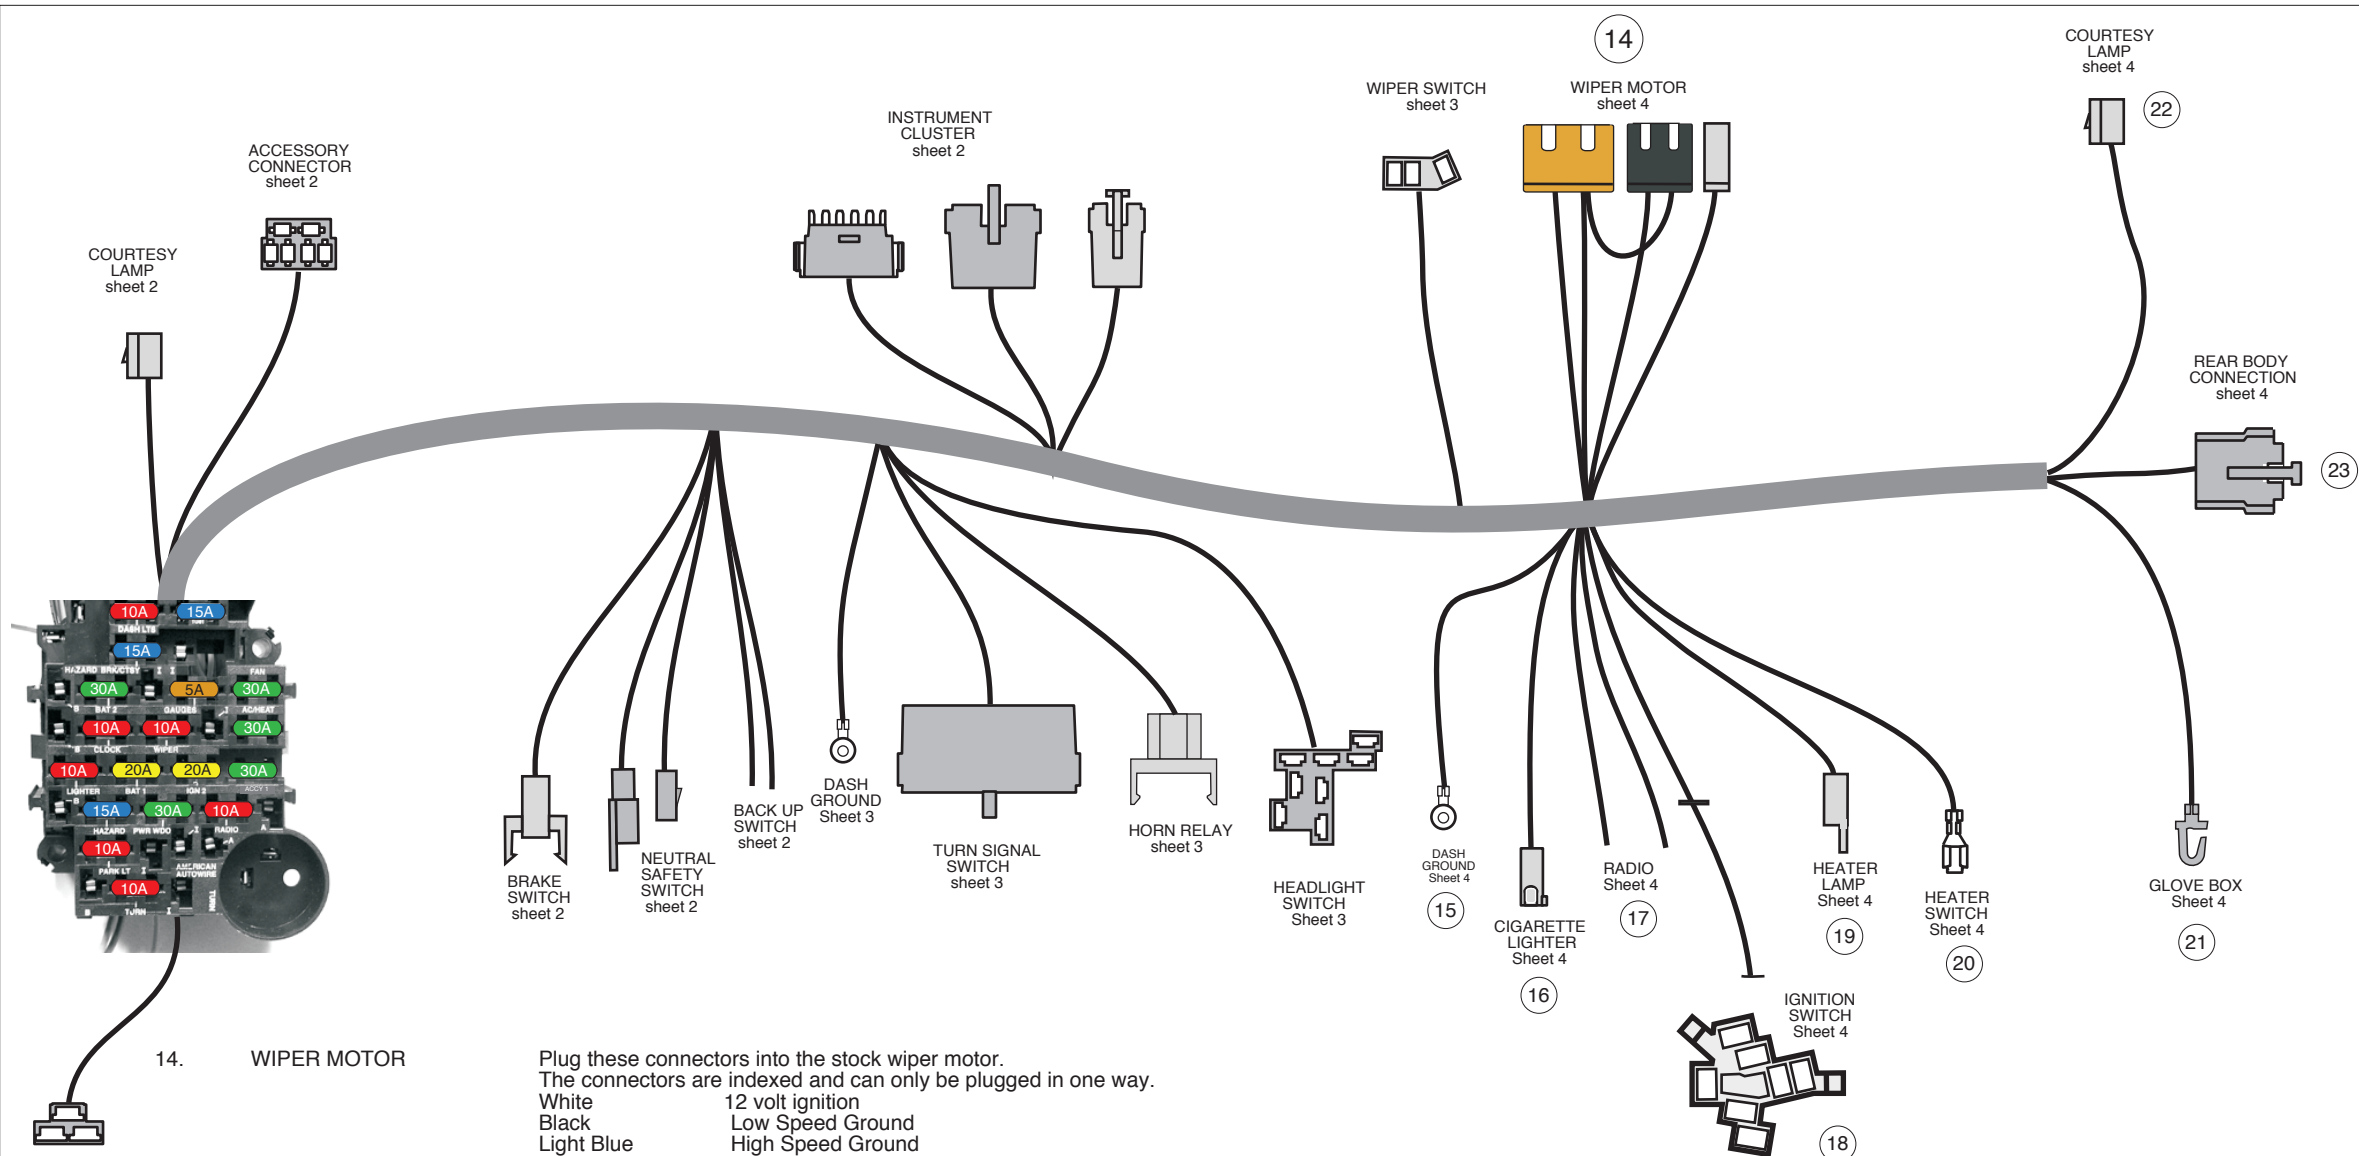 14
COURTESY
LAMP
sheet 4
22
WIPER SWITCH
sheet 3
WIPER MOTOR
sheet 4
INSTRUMENT
CLUSTER
sheet 2
ACCESSORY
CONNECTOR
sheet 2
COURTESY
LAMP
sheet 2
REAR BODY
CONNECTION
sheet 4
23
10A 15A
DASH LTS
15A
HAZARD BRK/CTSY I I FAN
30A 5A 30A
B BAT 2 GAUGES I AC/HEAT
10A 10A 30A
B CLOCK WIPER
10A 20A 20A 30A
LIGHTER BAT 1 IGN 2 ACCY 1
B
15A 30A 10A
HAZARD PWR WDO I RADIO A
10A A
PARK LT I AMERICAN
AUTOWIRE
10A
B TURN I
TURN
BRAKE
SWITCH
sheet 2
NEUTRAL
SAFETY
SWITCH
sheet 2
BACK UP
SWITCH
sheet 2
DASH
GROUND
Sheet 3
TURN SIGNAL
SWITCH
sheet 3
HORN RELAY
sheet 3
HEADLIGHT
SWITCH
Sheet 3
DASH
GROUND
Sheet 4
15
CIGARETTE
LIGHTER
Sheet 4
16
RADIO
Sheet 4
17
HEATER
LAMP
Sheet 4
19
HEATER
SWITCH
Sheet 4
20
GLOVE BOX
Sheet 4
21
IGNITION
SWITCH
Sheet 4
18
14. WIPER MOTOR Plug these connectors into the stock wiper motor.
The connectors are indexed and can only be plugged in one way.
White 12 volt ignition
Black Low Speed Ground
Light Blue High Speed Ground